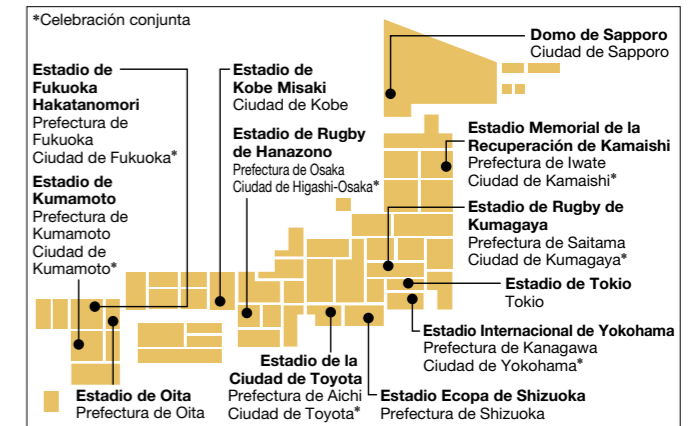 *Celebración conjunta
Domo de Sapporo
Ciudad de Sapporo
Estadio de
Fukuoka
Hakatanomori
Prefectura de
Fukuoka
Ciudad de Fukuoka*
Estadio de
Kobe Misaki
Ciudad de Kobe
Estadio de Rugby
de Hanazono
Prefectura de Osaka
Ciudad de Higashi-Osaka*
Estadio Memorial de la
Recuperación de Kamaishi
Prefectura de Iwate
Ciudad de Kamaishi*
Estadio de
Kumamoto
Prefectura de
Kumamoto
Ciudad de
Kumamoto*
Estadio de Rugby de
Kumagaya
Prefectura de Saitama
Ciudad de Kumagaya*
Estadio de Tokio
Tokio
Estadio Internacional de Yokohama
Prefectura de Kanagawa
Ciudad de Yokohama*
Estadio de la
Ciudad de Toyota
Prefectura de Aichi
Ciudad de Toyota*
Estadio Ecopa de Shizuoka
Prefectura de Shizuoka
Estadio de Oita
Prefectura de Oita